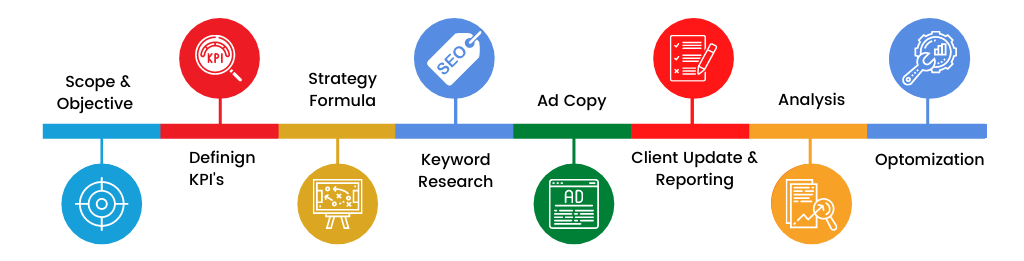 Scope &
Objective
KPI
Definign
KPI's
Strategy
Formula
SEO
Keyword
Research
Ad Copy
AD
Client Update &
Reporting
Analysis
Optomization